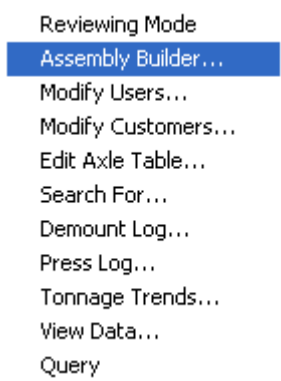 Reviewing Mode
Assembly Builder...
Modify Users...
Modify Customers...
Edit Axle Table...
Search For...
Demount Log...
Press Log...
Tonnage Trends...
View Data...
Query